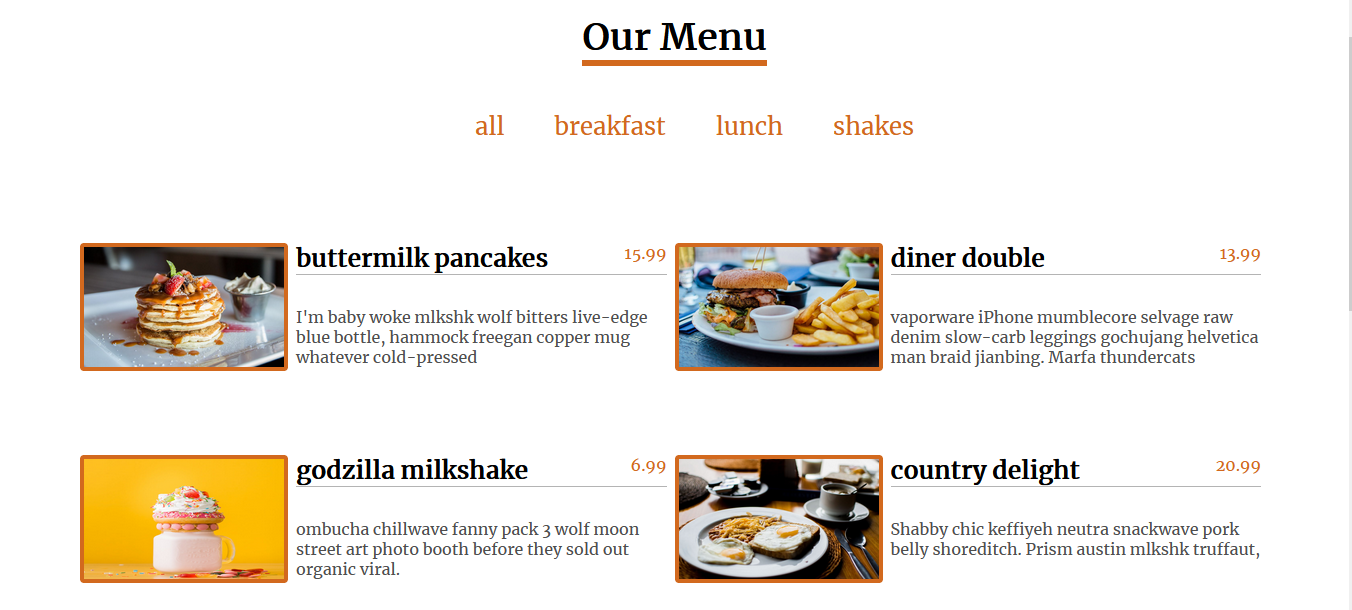 Our Menu
all breakfast lunch shakes
buttermilk pancakes 15.99
I'm baby woke mlkshk wolf bitters live-edge
blue bottle, hammock freegan copper mug
whatever cold-pressed
diner double 13.99
vaporware iPhone mumblecore selvage raw
denim slow-carb leggings gochujang helvetica
man braid jianbing. Marfa thundercats
godzilla milkshake 6.99
ombucha chillwave fanny pack 3 wolf moon
street art photo booth before they sold out
organic viral.
country delight 20.99
Shabby chic keffiyeh neutra snackwave pork
belly shoreditch. Prism austin mlkshk truffaut,